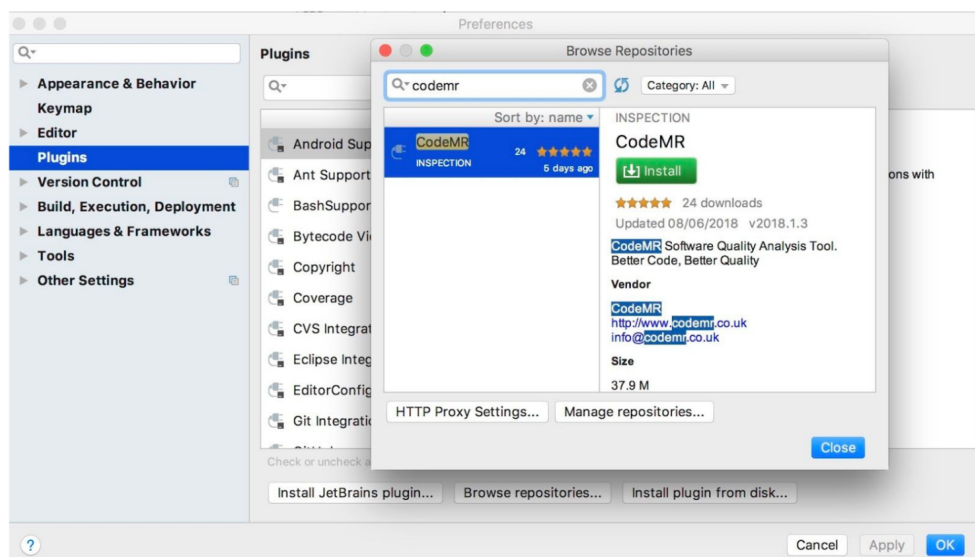 Preferences
Appearance & Behavior
Keymap
Editor
Plugins
Version Control
Build, Execution, Deployment
Languages & Frameworks
Tools
Other Settings
Plugins
Android Sup
Ant Support
BashSuppor
Bytecode Vi
Copyright
Coverage
CVS Integrat
Eclipse Integ
EditorConfig
Git Integratio
ons with
Check or uncheck a
Install JetBrains plugin...
Browse repositories...
Install plugin from disk...
?
Cancel
Apply
OK
Browse Repositories
codemr
Category: All
Sort by: name
CodeMR
24
INSPECTION
5 days ago
INSPECTION
CodeMR
Install
24 downloads
Updated 08/06/2018 v2018.1.3
CodeMR Software Quality Analysis Tool.
Better Code, Better Quality
Vendor
CodeMR
http://www.codemr.co.uk
info@codemr.co.uk
Size
37.9 M
HTTP Proxy Settings...
Manage repositories...
Close